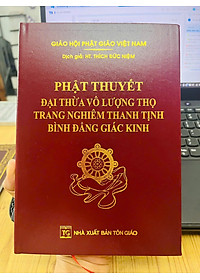 GIÁO HỘI PHẬT GIÁO VIỆT NAM
Dịch giả: HT. THÍCH ĐỨC NIỆM
PHẬT THUYẾT
ĐẠI THỪA VÔ LƯỢNG THỌ
TRANG NGHIÊM THANH TỊNH
BÌNH ĐẲNG GIÁC KINH
TG
NHÀ XUẤT BẢN TÔN GIÁO